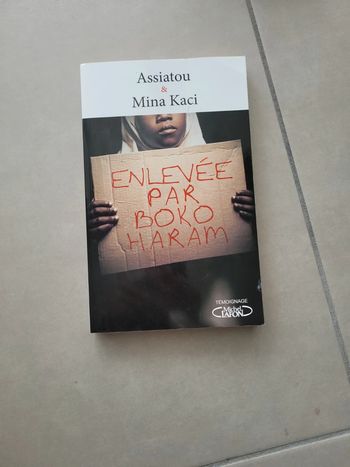 Assiatou
&
Mina Kaci
ENLEVÉE
PAR
BOKO
HARAM
TÉMOIGNAGE
Michel
LAFON